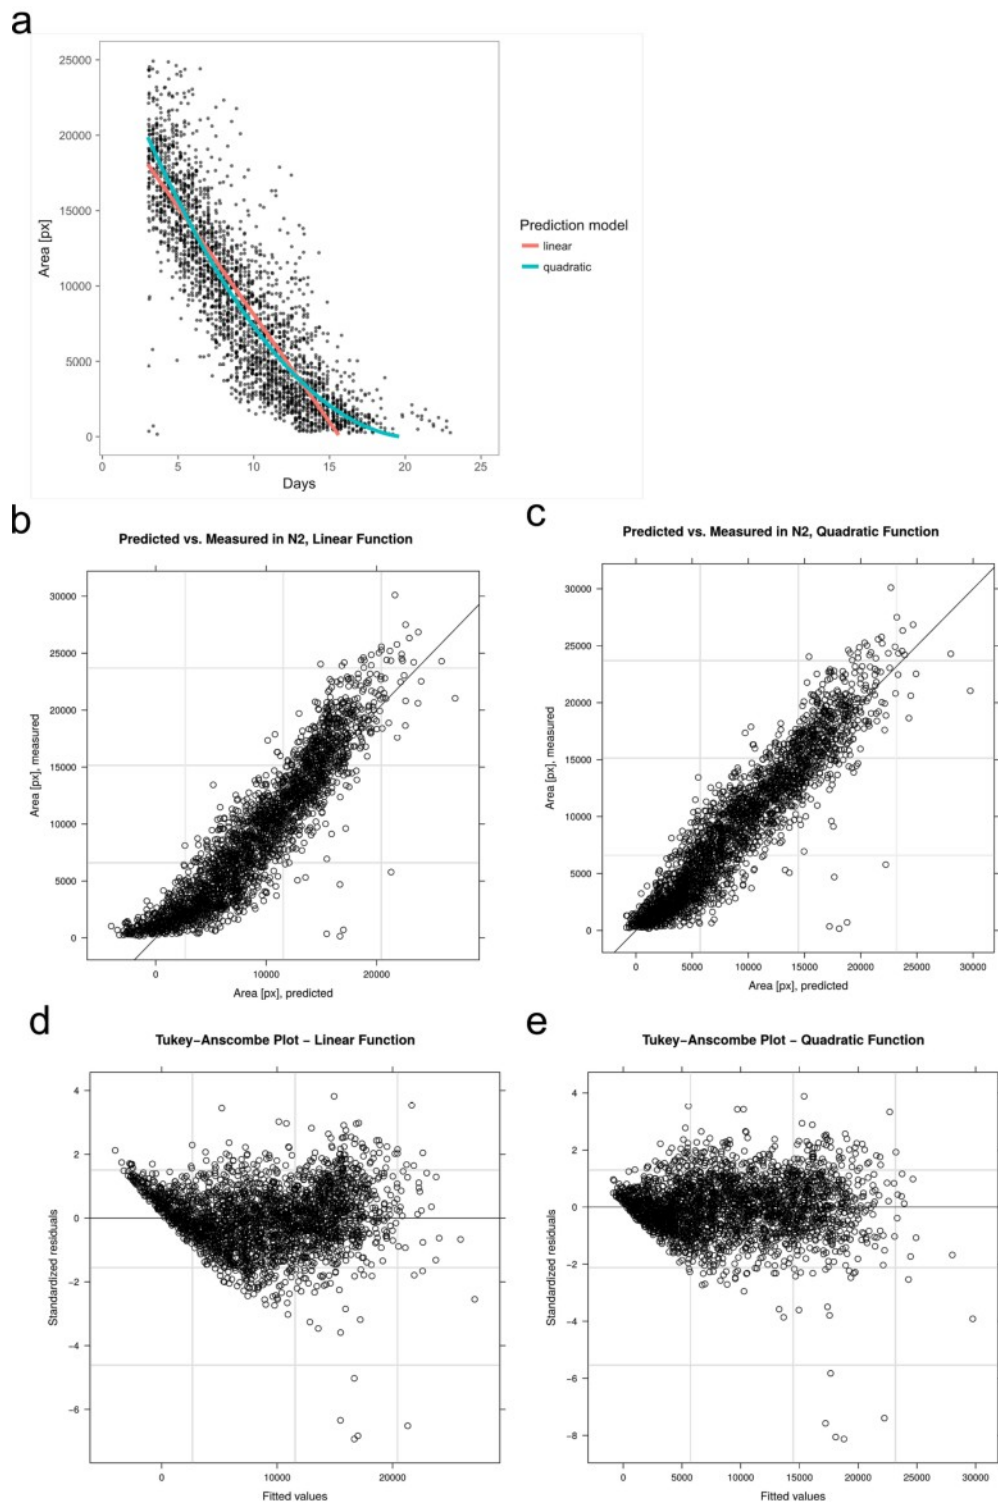 a
25000
20000
15000
10000
5000
0
Area [px]
0 5 10 15 20 25
Days
Prediction model
linear
quadratic
b
Predicted vs. Measured in N2, Linear Function
30000
25000
20000
15000
10000
5000
0
Area [px], measured
0 10000 20000
Area [px], predicted
c
Predicted vs. Measured in N2, Quadratic Function
30000
25000
20000
15000
10000
5000
0
Area [px], measured
0 5000 10000 15000 20000 25000 30000
Area [px], predicted
d
Tukey−Anscombe Plot − Linear Function
4
2
0
−2
−4
−6
Standardized residuals
0 10000 20000
Fitted values
e
Tukey−Anscombe Plot − Quadratic Function
4
2
0
−2
−4
−6
−8
Standardized residuals
0 5000 10000 15000 20000 25000 30000
Fitted values